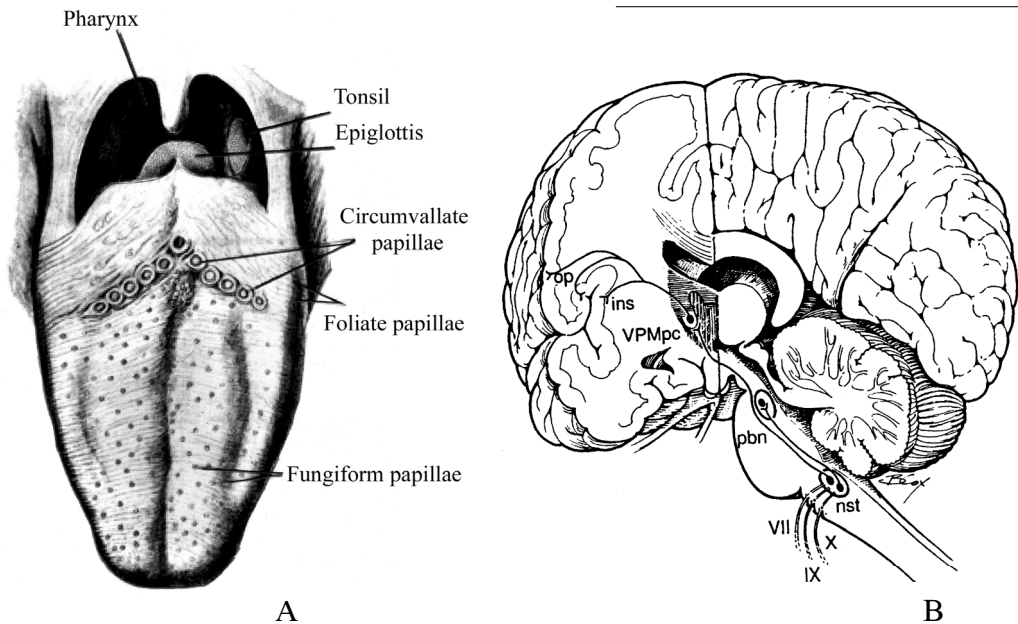 Pharynx
Tonsil
Epiglottis
Circumvallate
papillae
Foliate papillae
Fungiform papillae
A
op
ins
VPMpc
pbn
nst
VII
X
IX
B